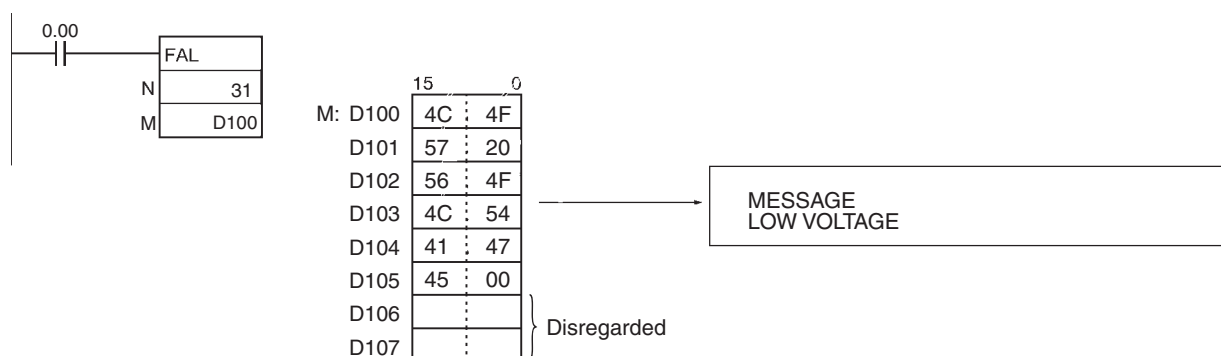 0.00
FAL
N 31
M D100
15 0
M: D100 4C 4F
D101 57 20
D102 56 4F
D103 4C 54
D104 41 47
D105 45 00
D106
D107
Disregarded
MESSAGE
LOW VOLTAGE